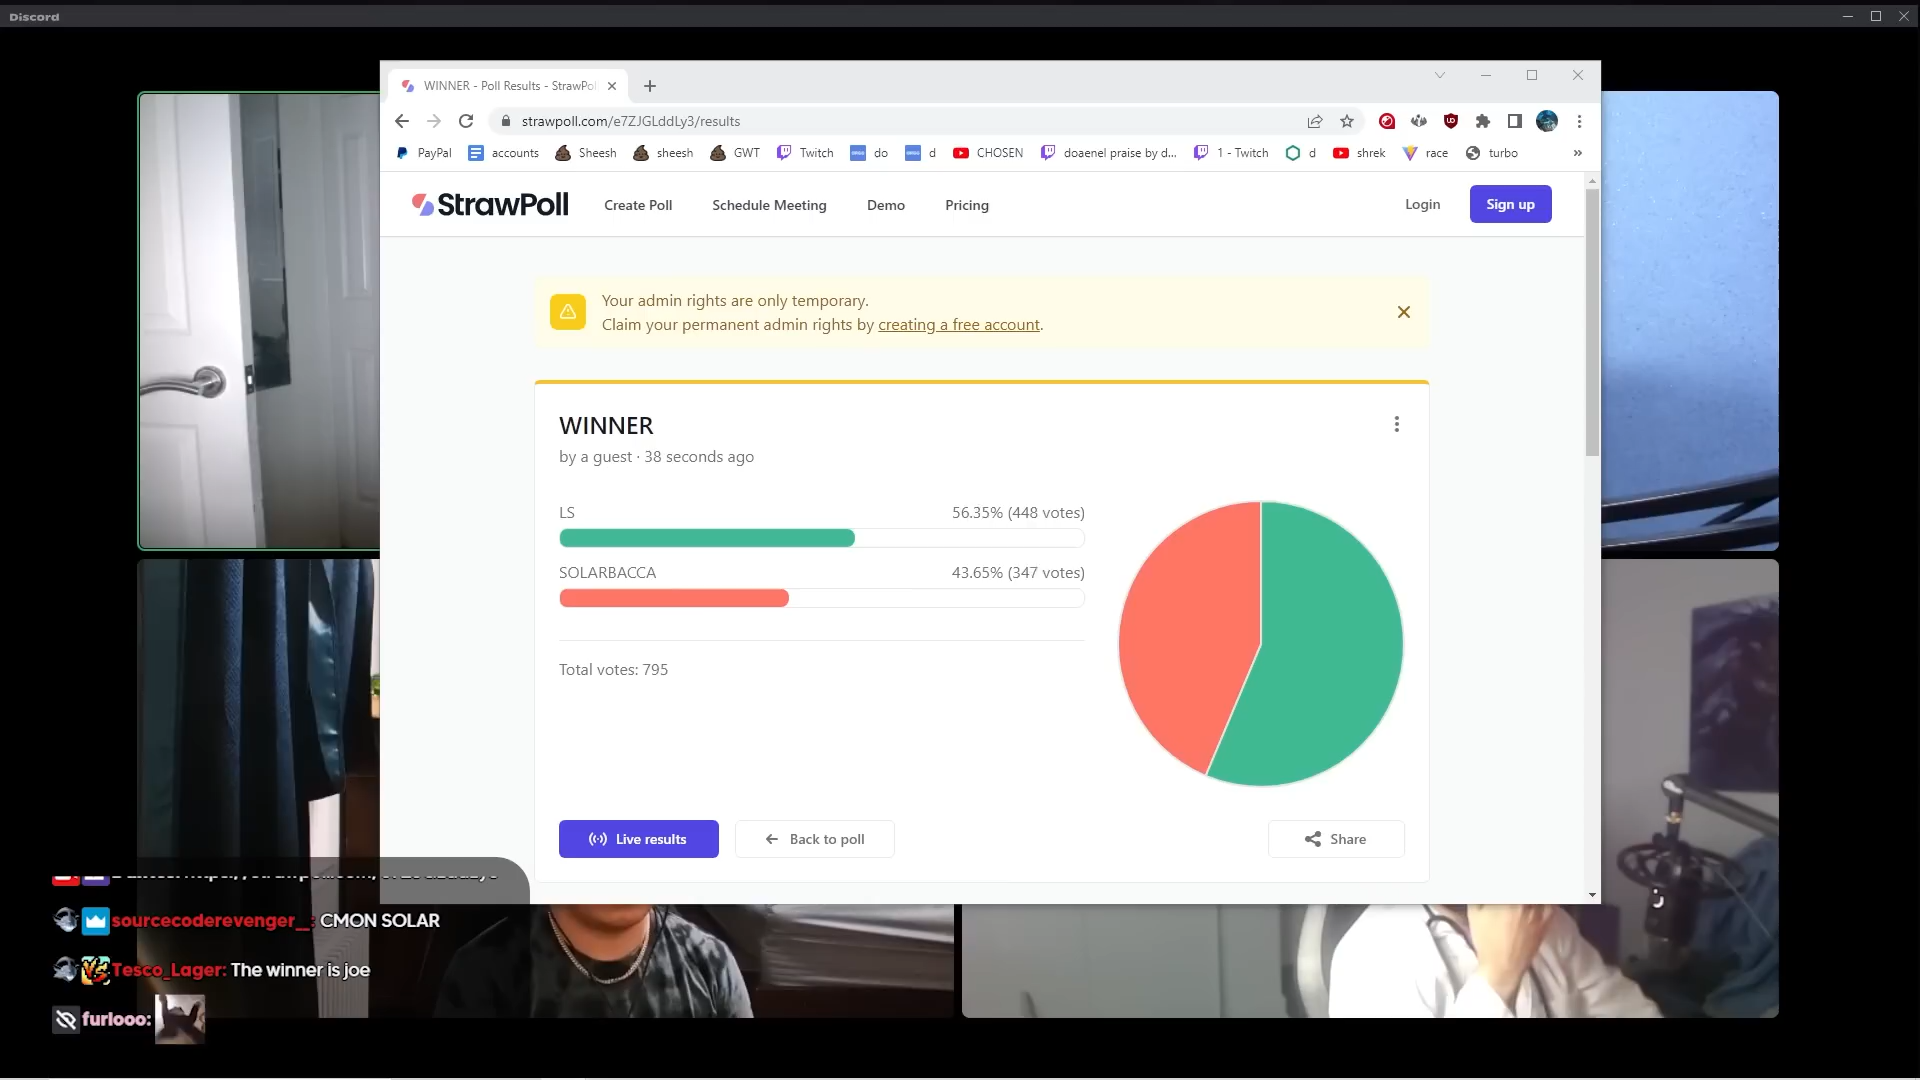 Discord
WINNER - Poll Results - StrawPol
strawpoll.com/e7ZJGLddLy3/results
PayPal accounts Sheesh sheesh GWT Twitch do d CHOSEN doaenel praise by d... 1 - Twitch d shrek race turbo »
StrawPoll Create Poll Schedule Meeting Demo Pricing Login Sign up
Your admin rights are only temporary.
Claim your permanent admin rights by creating a free account.
WINNER
by a guest · 38 seconds ago
LS 56.35% (448 votes)
SOLARBACCA 43.65% (347 votes)
Total votes: 795
Live results Back to poll Share
sourcecoderevenger__: CMON SOLAR
Tesco_Lager: The winner is joe
furlooo: